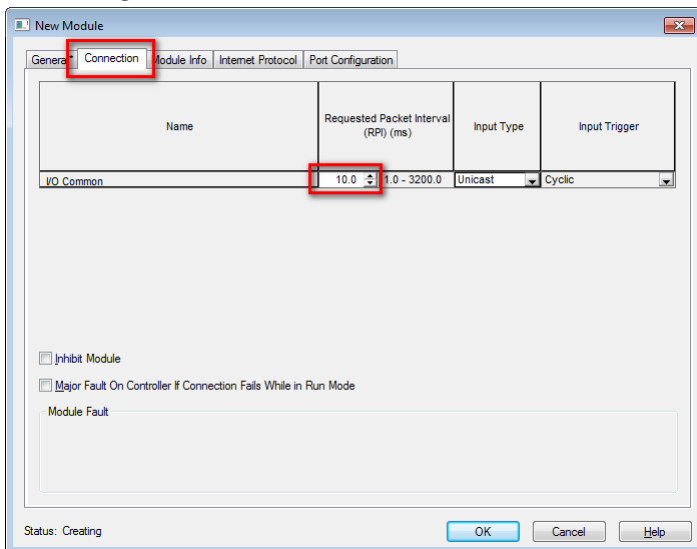 New Module
General* Connection Module Info Internet Protocol Port Configuration
Name
Requested Packet Interval
(RPI) (ms)
Input Type
Input Trigger
I/O Common 10.0 1.0 - 3200.0 Unicast Cyclic
Inhibit Module
Major Fault On Controller If Connection Fails While in Run Mode
Module Fault
Status: Creating
OK Cancel Help